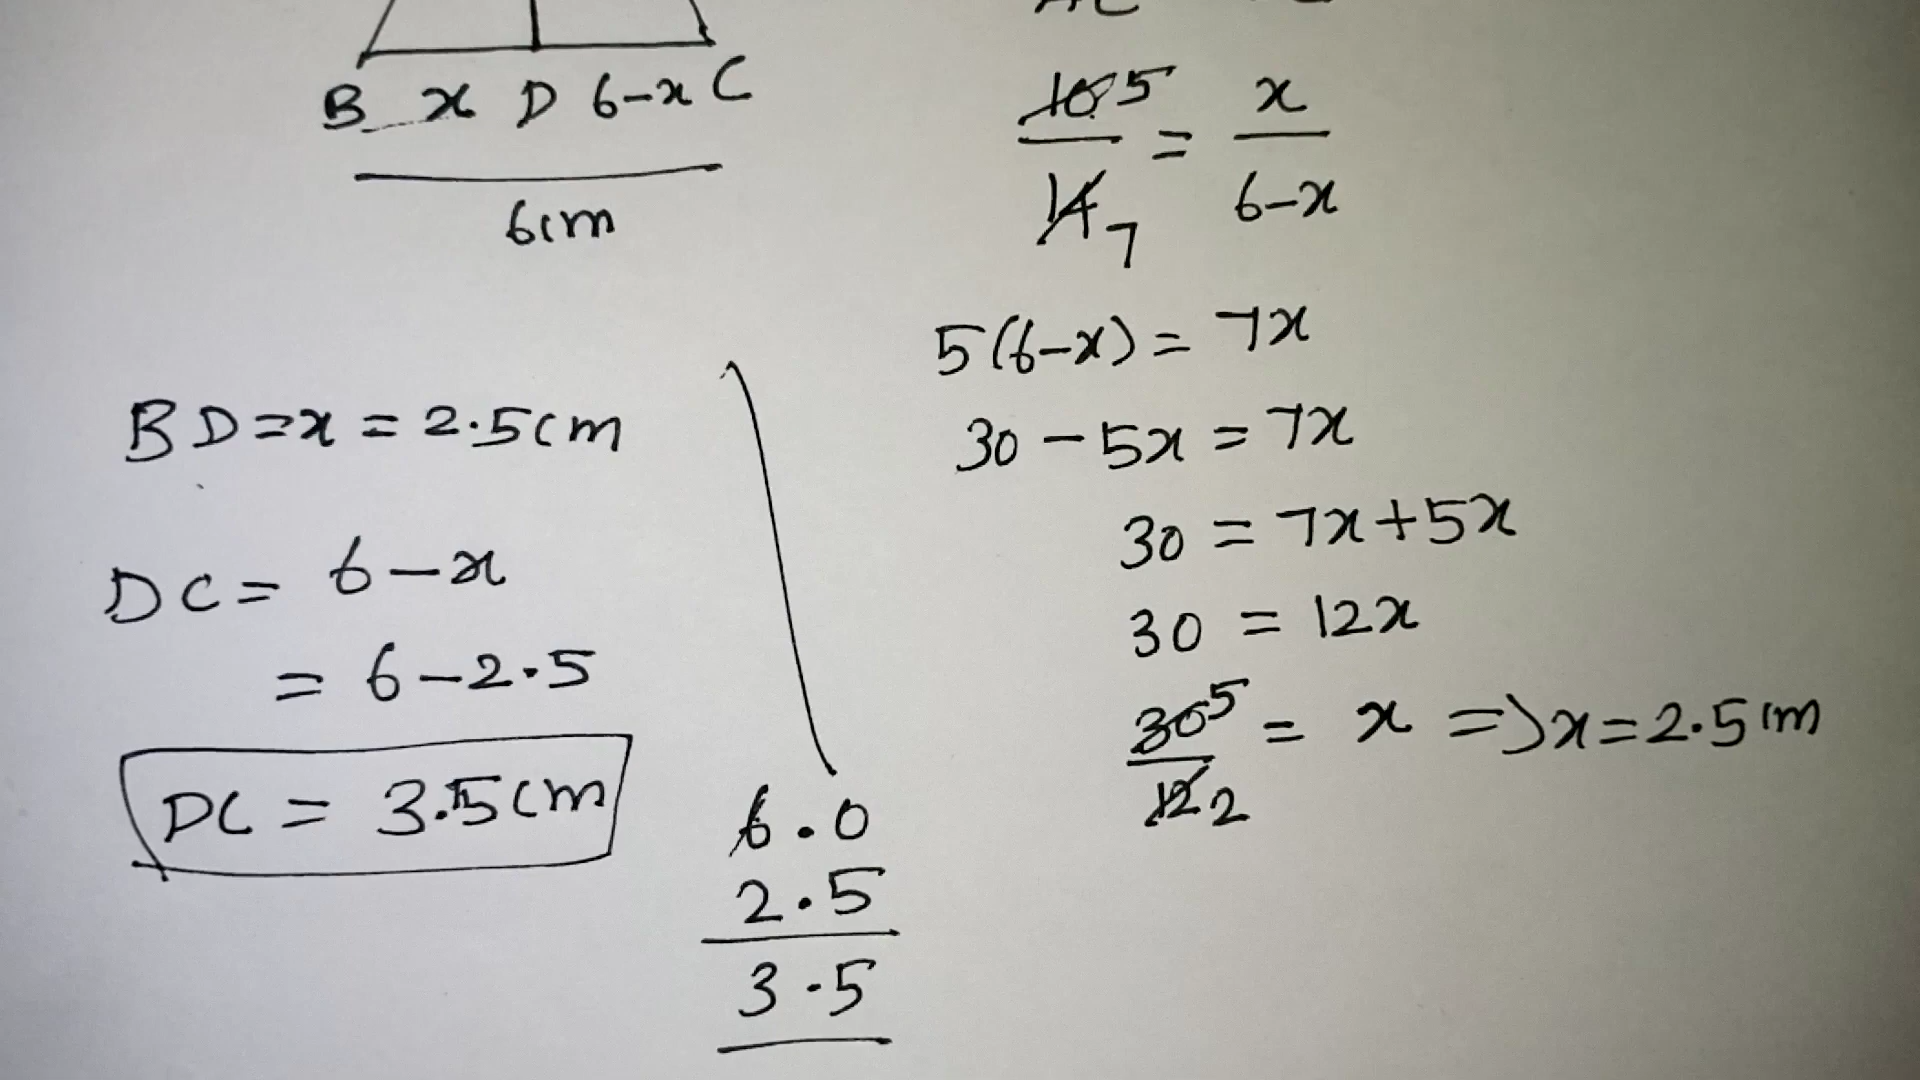 B x D 6-x C
6cm
BD=x=2.5cm
DC= 6-x
= 6-2.5
DC = 3.5cm
6.0
2.5
3.5
10 5 / 14 7 = x / 6-x
5(6-x)=7x
30-5x=7x
30=7x+5x
30=12x
30 5 / 12 2 = x => x=2.5cm